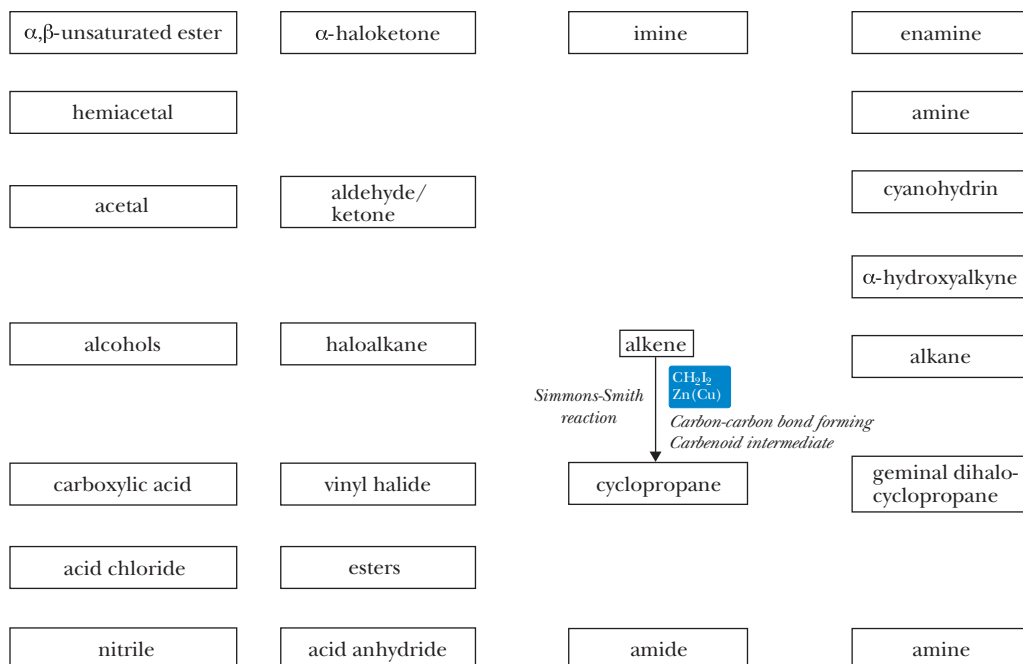 α,β-unsaturated ester
α-haloketone
imine
enamine
hemiacetal
amine
acetal
aldehyde/
ketone
cyanohydrin
α-hydroxyalkyne
alcohols
haloalkane
alkene
alkane
CH₂I₂
Zn(Cu)
Simmons-Smith
reaction
Carbon-carbon bond forming
Carbenoid intermediate
carboxylic acid
vinyl halide
cyclopropane
geminal dihalo-
cyclopropane
acid chloride
esters
nitrile
acid anhydride
amide
amine